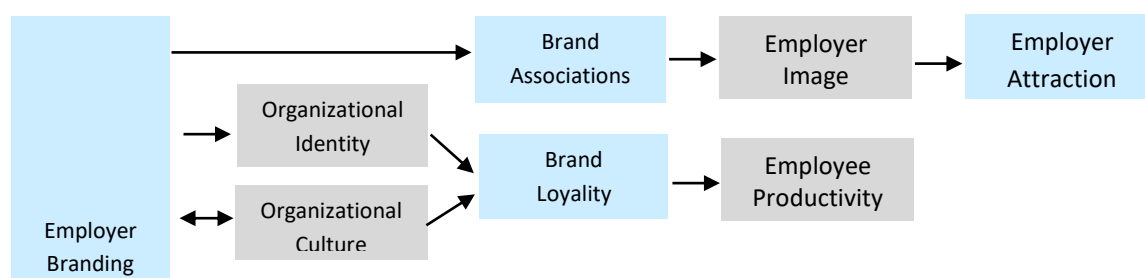 Employer
Branding
Brand
Associations
Employer
Image
Employer
Attraction
Organizational
Identity
Brand
Loyality
Employee
Productivity
Organizational
Culture